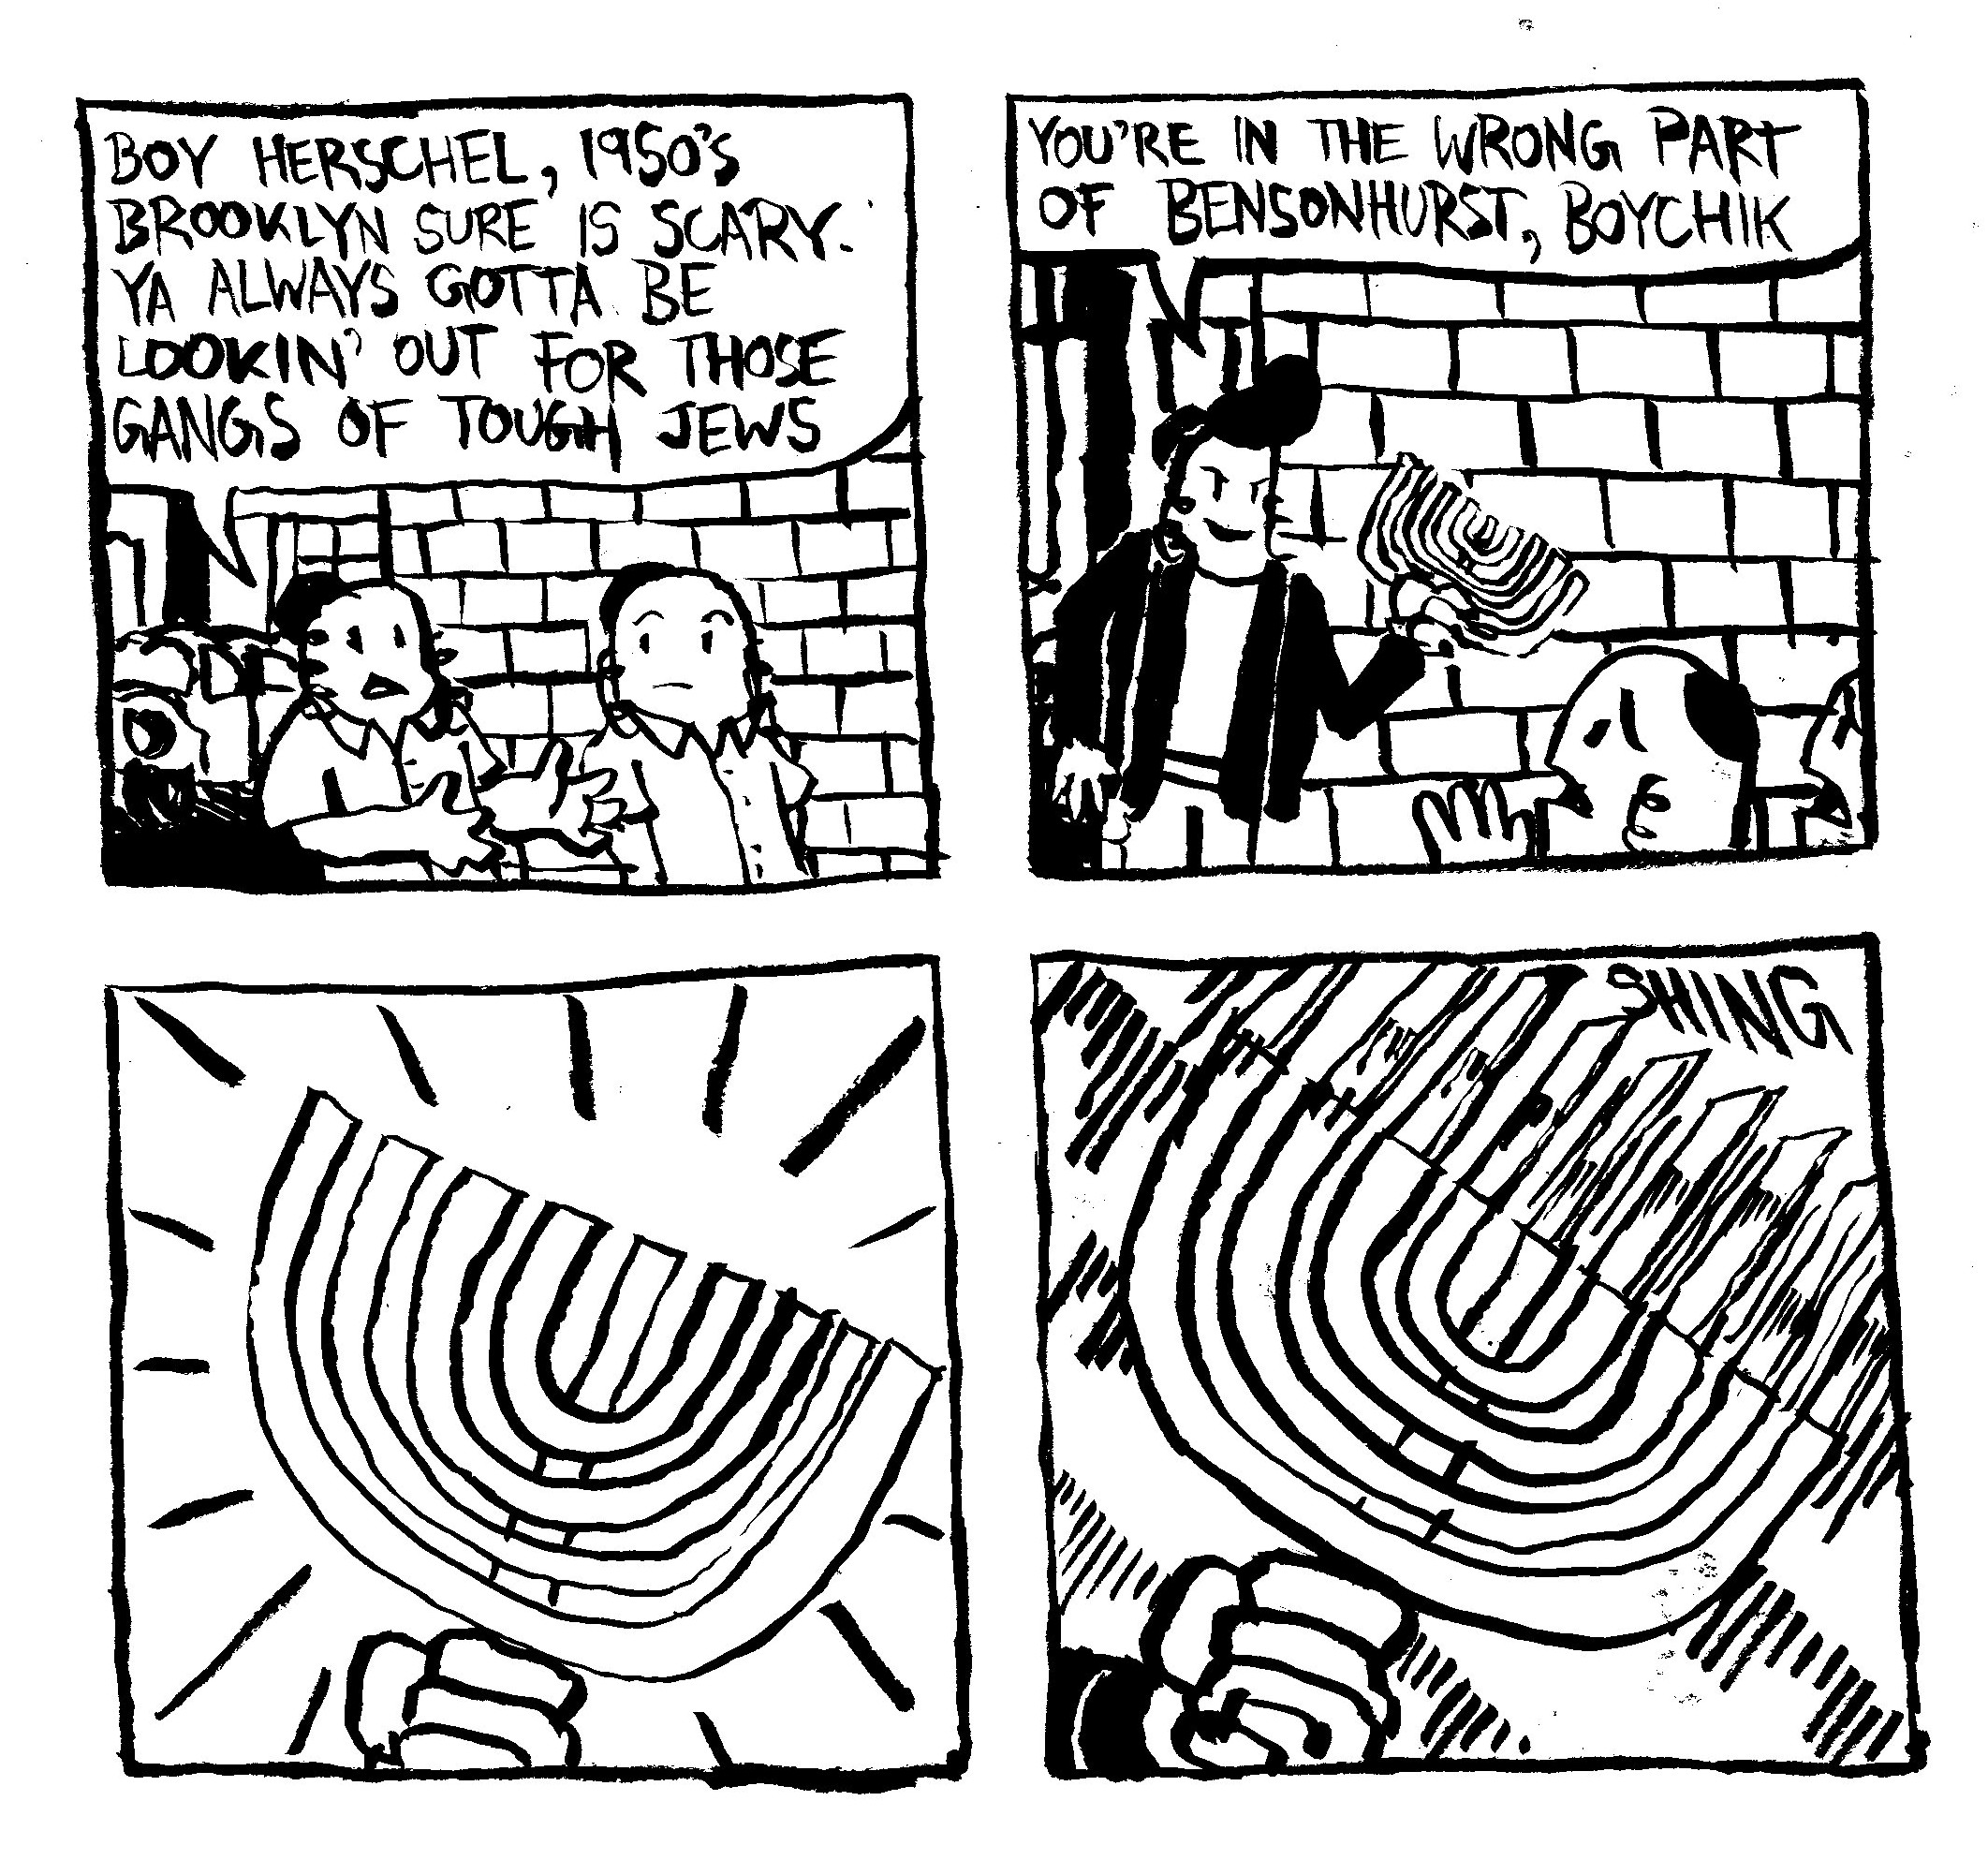 BOY HERSCHEL, 1950'S
BROOKLYN SURE IS SCARY.
YA ALWAYS GOTTA BE
LOOKIN' OUT FOR THOSE
GANGS OF TOUGH JEWS
YOU'RE IN THE WRONG PART
OF BENSONHURST, BOYCHIK
SHING